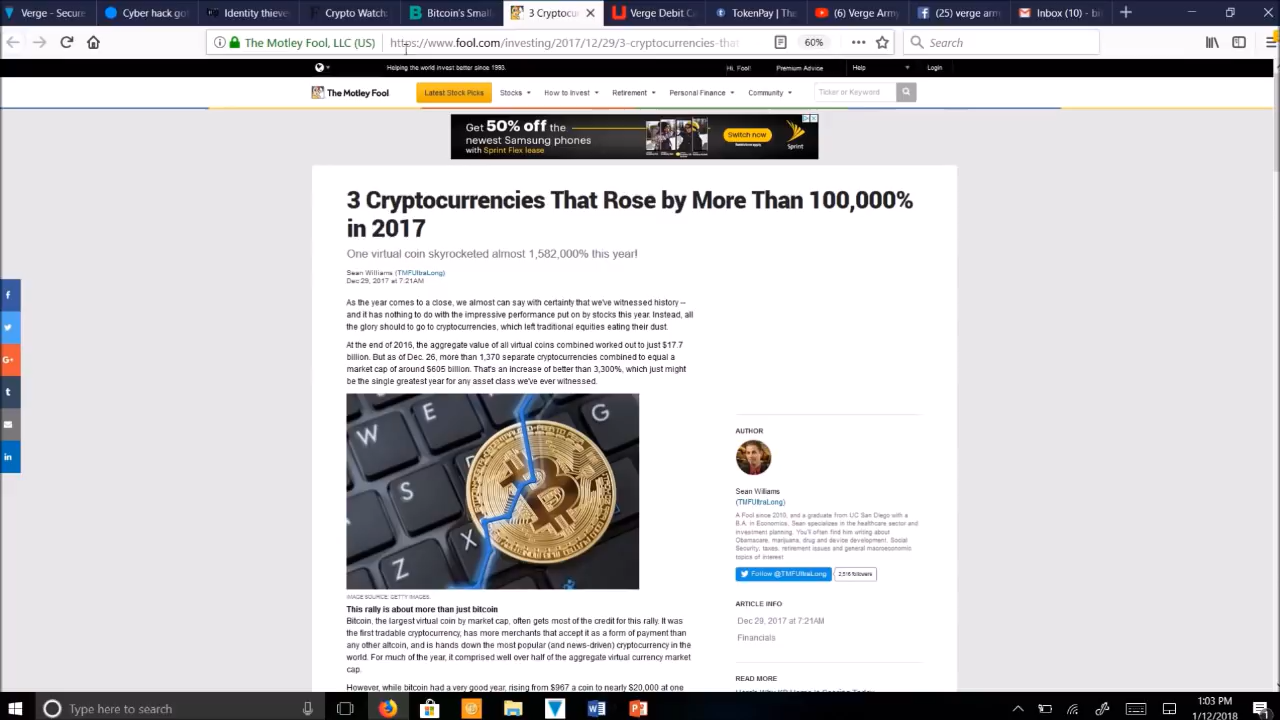 Verge - Se
Cyber hack got
Identity thieve
Crypto Watch
Bitcoin's Small
3 Cryptocur
Verge Debit Ca
TokenPay | The
(6) Verge Army
(25) verge arm
Inbox (10) - bi
The Motley Fool, LLC (US)
https://www.fool.com/investing/2017/12/29/3-cryptocurrencies-that
60%
Search
Helping the world invest better since 1993.
Hi, Fool!
Premium Advice
Help
Login
The Motley Fool
Latest Stock Picks
Stocks
How to Invest
Retirement
Personal Finance
Community
Ticker or Keyword
Get 50% off the
newest Samsung phones
with Sprint Flex lease
Switch now
Restrictions apply.
Sprint
3 Cryptocurrencies That Rose by More Than 100,000%
in 2017
One virtual coin skyrocketed almost 1,582,000% this year!
Sean Williams (TMFUltraLong)
Dec 29, 2017 at 7:21AM
As the year comes to a close, we almost can say with certainty that we've witnessed history --
and it has nothing to do with the impressive performance put on by stocks this year. Instead, all
the glory should to go to cryptocurrencies, which left traditional equities eating their dust.
At the end of 2016, the aggregate value of all virtual coins combined worked out to just $17.7
billion. But as of Dec. 26, more than 1,370 separate cryptocurrencies combined to equal a
market cap of around $605 billion. That's an increase of better than 3,300%, which just might
be the single greatest year for any asset class we've ever witnessed.
W
E
G
S
X
Z
IMAGE SOURCE: GETTY IMAGES.
This rally is about more than just bitcoin
Bitcoin, the largest virtual coin by market cap, often gets most of the credit for this rally. It was
the first tradable cryptocurrency, has more merchants that accept it as a form of payment than
any other altcoin, and is hands down the most popular (and news-driven) cryptocurrency in the
world. For much of the year, it comprised well over half of the aggregate virtual currency market
cap.
However, while bitcoin had a very good year, rising from $967 a coin to nearly $20,000 at one
AUTHOR
Sean Williams
(TMFUltraLong)
A Fool since 2010, and a graduate from UC San Diego with a
B.A. in Economics, Sean specializes in the healthcare sector and
investment planning. You'll often find him writing about
Obamacare, marijuana, drug and device development, Social
Security, taxes, retirement issues and general macroeconomic
topics of interest.
Follow @TMFUltraLong
2,516 followers
ARTICLE INFO
Dec 29, 2017 at 7:21AM
Financials
READ MORE
Type here to search
1:03 PM
1/12/2018